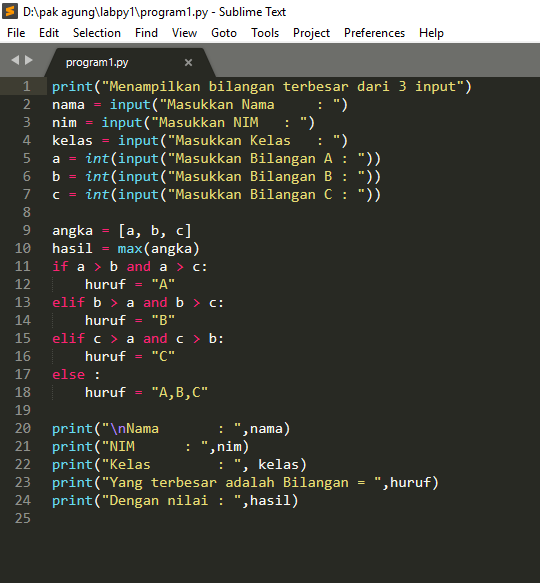 D:\pak agung\labpy1\program1.py - Sublime Text
File Edit Selection Find View Goto Tools Project Preferences Help
program1.py ×
1 print("Menampilkan bilangan terbesar dari 3 input")
2 nama = input("Masukkan Nama     : ")
3 nim = input("Masukkan NIM   : ")
4 kelas = input("Masukkan Kelas   : ")
5 a = int(input("Masukkan Bilangan A : "))
6 b = int(input("Masukkan Bilangan B : "))
7 c = int(input("Masukkan Bilangan C : "))
8
9 angka = [a, b, c]
10 hasil = max(angka)
11 if a > b and a > c:
12     huruf = "A"
13 elif b > a and b > c:
14     huruf = "B"
15 elif c > a and c > b:
16     huruf = "C"
17 else :
18     huruf = "A,B,C"
19
20 print("\nNama       : ",nama)
21 print("NIM      : ",nim)
22 print("Kelas        : ", kelas)
23 print("Yang terbesar adalah Bilangan = ",huruf)
24 print("Dengan nilai : ",hasil)
25